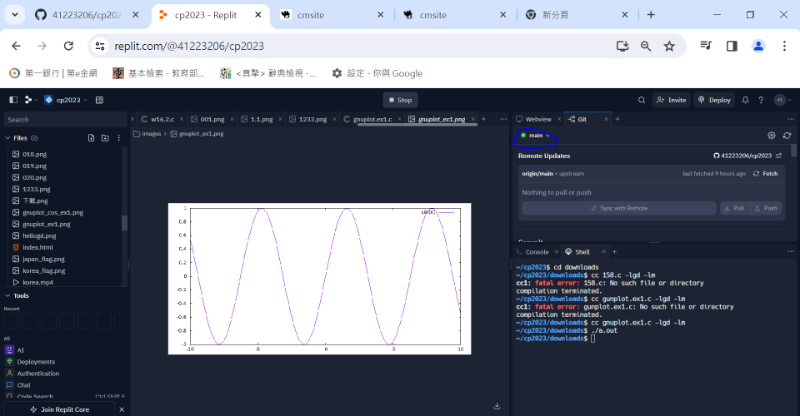 41223206/cp202
cp2023 - Replit
cmsite
cmsite
新分頁
replit.com/@41223206/cp2023
第一銀行 | 第e金網
基本檢索 - 教育部...
<真摯> 辭典檢視 -...
設定 - 你與 Google
cp2023
Stop
Invite
Deploy
Search
w16.2.c
001.png
1.1.png
1233.png
gnuplot.ex1.c
gnuplot_ex1.png
Webview
Git
Files
images
gnuplot_ex1.png
main
018.png
019.png
020.png
1233.png
下載.png
gnuplot_cos_ex1.png
gnuplot_ex1.png
hellogd.png
index.html
japan_flag.png
korea_flag.png
korea.mp4
Remote Updates
41223206/cp2023
origin/main - upstream
last fetched 9 hours ago
Fetch
Nothing to pull or push
Sync with Remote
Pull
Push
Commit
1
0.8
0.6
0.4
0.2
0
-0.2
-0.4
-0.6
-0.8
-1
-10
-5
0
5
10
sin(x)
Console
Shell
~/cp2023$ cd downloads
~/cp2023/downloads$ cc 158.c -lgd -lm
cc1: fatal error: 158.c: No such file or directory
compilation terminated.
~/cp2023/downloads$ cc gunplot.ex1.c -lgd -lm
cc1: fatal error: gunplot.ex1.c: No such file or directory
compilation terminated.
~/cp2023/downloads$ cc gnuplot.ex1.c -lgd -lm
~/cp2023/downloads$ ./a.out
~/cp2023/downloads$
Tools
Recent
All
AI
Deployments
Authentication
Chat
Code Search
Ctrl Shift F
Join Replit Core